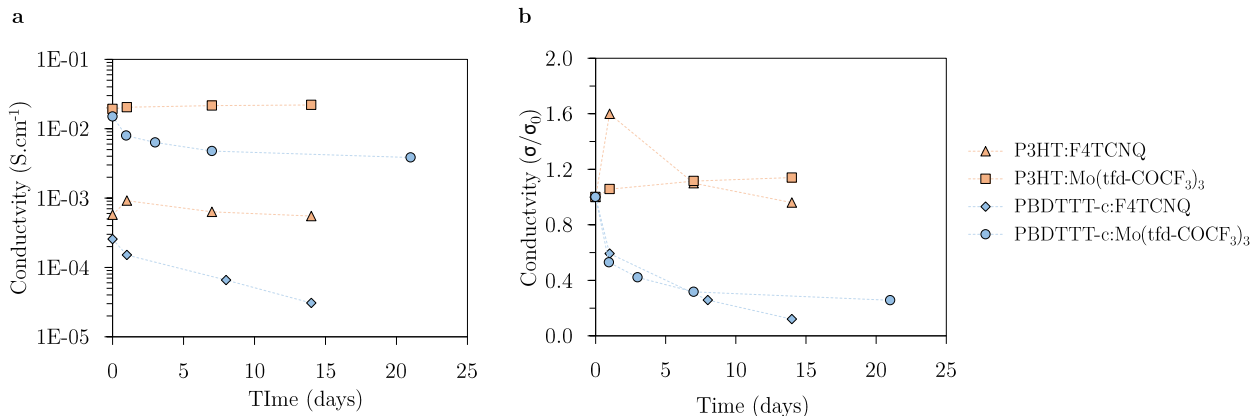 a
b
1E-01
1E-02
1E-03
1E-04
1E-05
Conductvity (S.cm⁻¹)
0 5 10 15 20 25
TIme (days)
2.0
1.6
1.2
0.8
0.4
0.0
Conductvity (σ/σ₀)
0 5 10 15 20 25
Time (days)
P3HT:F4TCNQ
P3HT:Mo(tfd-COCF₃)₃
PBDTTT-c:F4TCNQ
PBDTTT-c:Mo(tfd-COCF₃)₃